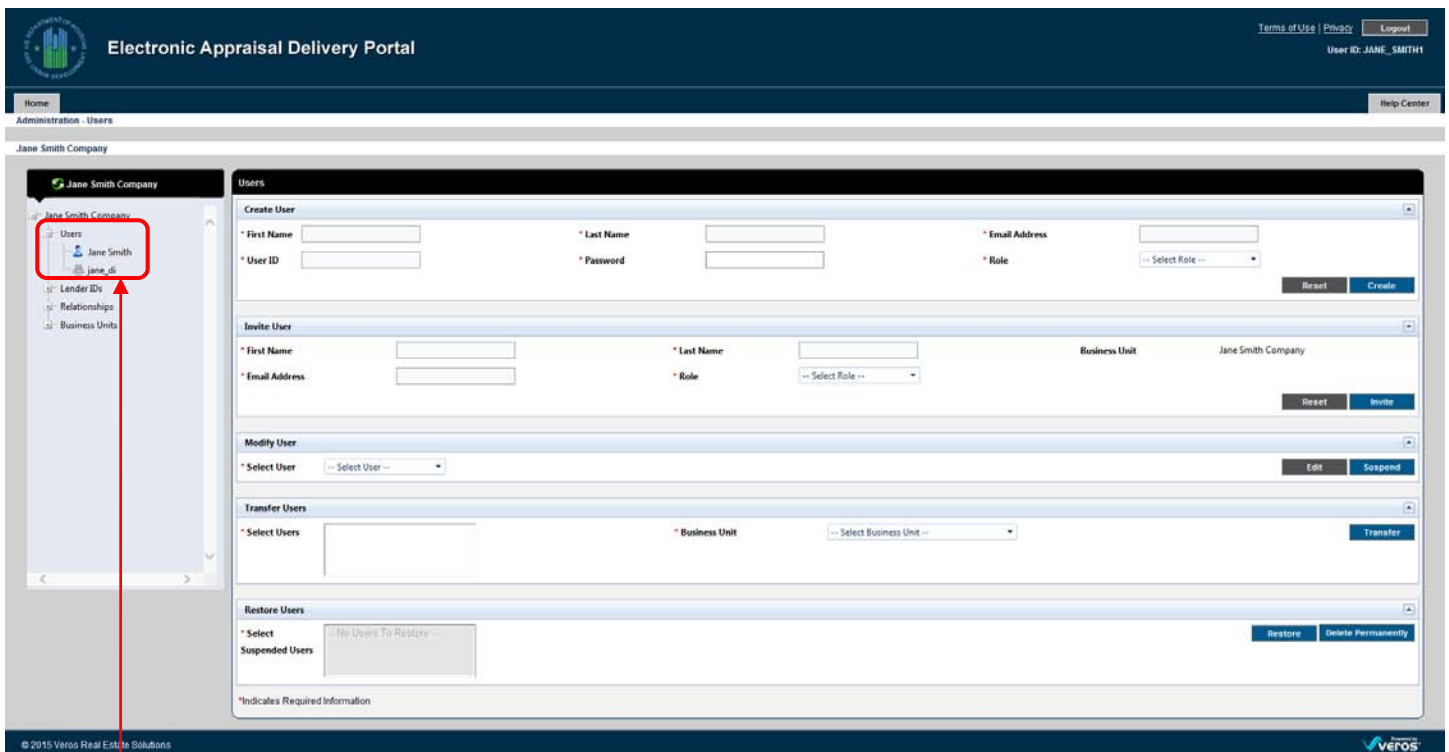 Terms of Use | Privacy Logout
Electronic Appraisal Delivery Portal
User ID: JANE_SMITH1
Home Help Center
Administration - Users
Jane Smith Company
Jane Smith Company
Jane Smith Company
Users
Jane Smith
jane_di
Lender IDs
Relationships
Business Units
Users
Create User
* First Name * Last Name * Email Address
* User ID * Password * Role -- Select Role --
Reset Create
Invite User
* First Name * Last Name Business Unit Jane Smith Company
* Email Address * Role -- Select Role --
Reset Invite
Modify User
* Select User -- Select User -- Edit Suspend
Transfer Users
* Select Users * Business Unit -- Select Business Unit -- Transfer
Restore Users
* Select -- No Users To Restore -- Restore Delete Permanently
Suspended Users
*Indicates Required Information
© 2015 Veros Real Estate Solutions Powered by
veros